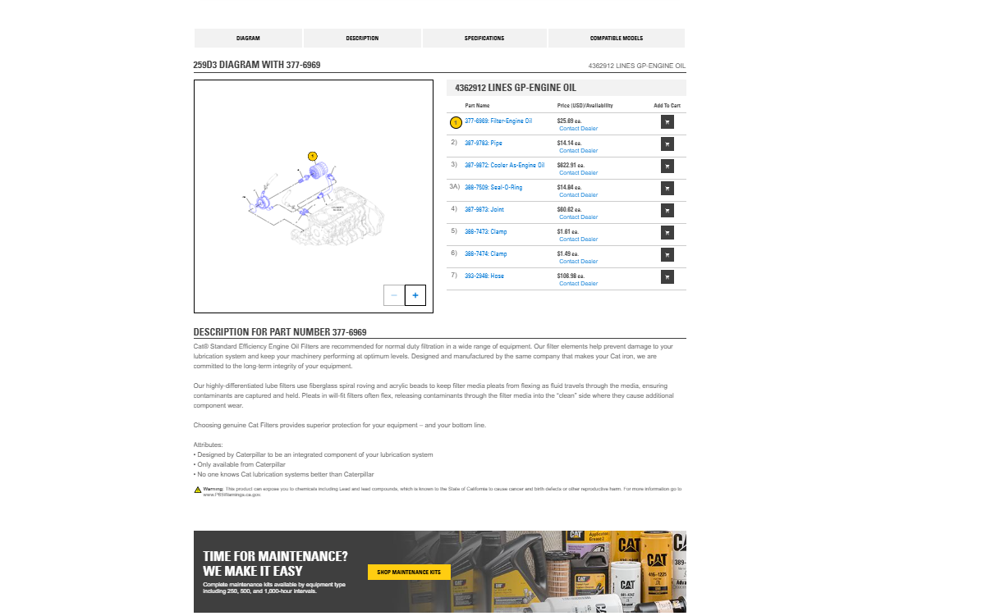 DIAGRAM
DESCRIPTION
SPECIFICATIONS
COMPATIBLE MODELS
259D3 DIAGRAM WITH 377-6969
4362912 LINES GP-ENGINE OIL
1
4362912 LINES GP-ENGINE OIL
Part Name Price (USD)/Availability Add To Cart
1 377-6969: Filter-Engine Oil $25.69 ea.
Contact Dealer
2) 387-9763: Pipe $14.14 ea.
Contact Dealer
3) 387-9872: Cooler As-Engine Oil $622.91 ea.
Contact Dealer
3A) 388-7509: Seal-O-Ring $14.84 ea.
Contact Dealer
4) 387-9873: Joint $60.62 ea.
Contact Dealer
5) 388-7473: Clamp $1.61 ea.
Contact Dealer
6) 388-7474: Clamp $1.49 ea.
Contact Dealer
7) 393-2948: Hose $106.98 ea.
Contact Dealer
DESCRIPTION FOR PART NUMBER 377-6969
Cat® Standard Efficiency Engine Oil Filters are recommended for normal duty filtration in a wide range of equipment. Our filter elements help prevent damage to your
lubrication system and keep your machinery performing at optimum levels. Designed and manufactured by the same company that makes your Cat iron, we are
committed to the long-term integrity of your equipment.
Our highly-differentiated lube filters use fiberglass spiral roving and acrylic beads to keep filter media pleats from flexing as fluid travels through the media, ensuring
contaminants are captured and held. Pleats in will-fit filters often flex, releasing contaminants through the filter media into the “clean” side where they cause additional
component wear.
Choosing genuine Cat Filters provides superior protection for your equipment – and your bottom line.
Attributes:
• Designed by Caterpillar to be an integrated component of your lubrication system
• Only available from Caterpillar
• No one knows Cat lubrication systems better than Caterpillar
Warning: This product can expose you to chemicals including Lead and lead compounds, which is known to the State of California to cause cancer and birth defects or other reproductive harm. For more information go to
www.P65Warnings.ca.gov.
TIME FOR MAINTENANCE?
WE MAKE IT EASY
Complete maintenance kits available by equipment type
including 250, 500, and 1,000-hour intervals.
SHOP MAINTENANCE KITS
CAT
Application
Grease 2
CAT
CAT
CAT
389-
416-1225
CAT
CAT
CAT